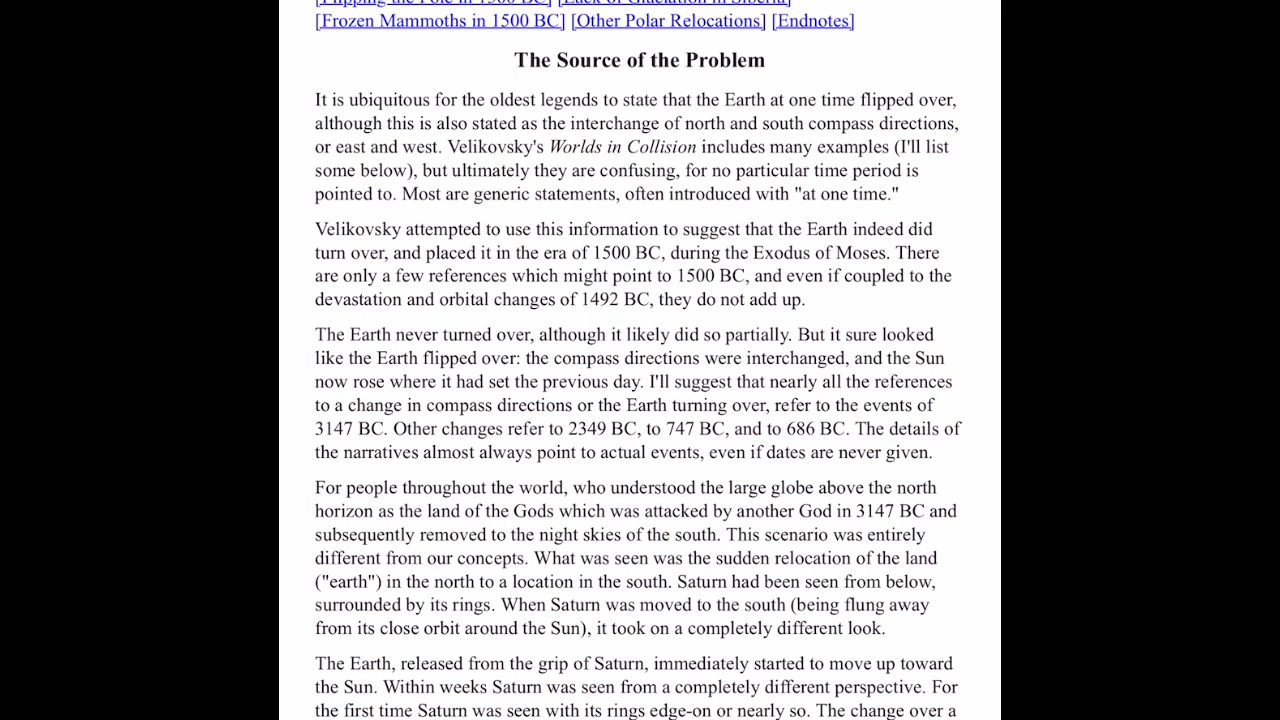 [Flipping the Pole in 1500 BC] [Lack of Glaciation in Siberia]
[Frozen Mammoths in 1500 BC] [Other Polar Relocations] [Endnotes]
The Source of the Problem
It is ubiquitous for the oldest legends to state that the Earth at one time flipped over,
although this is also stated as the interchange of north and south compass directions,
or east and west. Velikovsky's Worlds in Collision includes many examples (I'll list
some below), but ultimately they are confusing, for no particular time period is
pointed to. Most are generic statements, often introduced with "at one time."
Velikovsky attempted to use this information to suggest that the Earth indeed did
turn over, and placed it in the era of 1500 BC, during the Exodus of Moses. There
are only a few references which might point to 1500 BC, and even if coupled to the
devastation and orbital changes of 1492 BC, they do not add up.
The Earth never turned over, although it likely did so partially. But it sure looked
like the Earth flipped over: the compass directions were interchanged, and the Sun
now rose where it had set the previous day. I'll suggest that nearly all the references
to a change in compass directions or the Earth turning over, refer to the events of
3147 BC. Other changes refer to 2349 BC, to 747 BC, and to 686 BC. The details of
the narratives almost always point to actual events, even if dates are never given.
For people throughout the world, who understood the large globe above the north
horizon as the land of the Gods which was attacked by another God in 3147 BC and
subsequently removed to the night skies of the south. This scenario was entirely
different from our concepts. What was seen was the sudden relocation of the land
("earth") in the north to a location in the south. Saturn had been seen from below,
surrounded by its rings. When Saturn was moved to the south (being flung away
from its close orbit around the Sun), it took on a completely different look.
The Earth, released from the grip of Saturn, immediately started to move up toward
the Sun. Within weeks Saturn was seen from a completely different perspective. For
the first time Saturn was seen with its rings edge-on or nearly so. The change over a